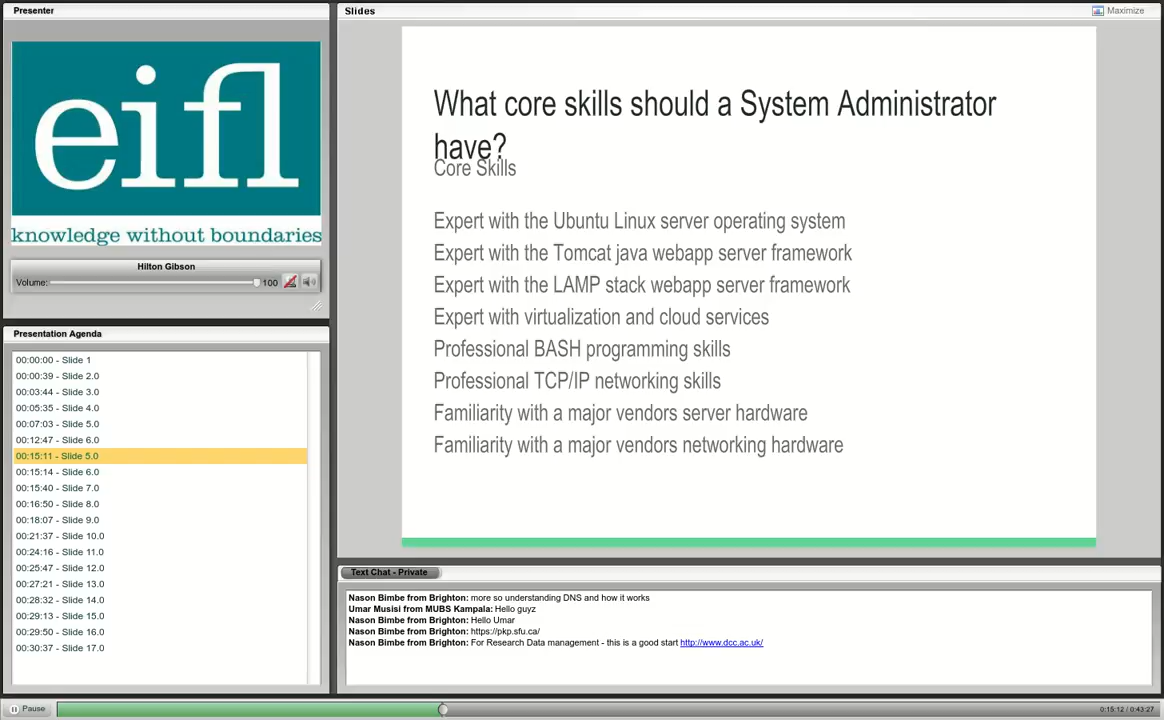 Presenter
eifl
knowledge without boundaries
Hilton Gibson
Volume:
100
Presentation Agenda
00:00:00 - Slide 1
00:00:39 - Slide 2.0
00:03:44 - Slide 3.0
00:05:35 - Slide 4.0
00:07:03 - Slide 5.0
00:12:47 - Slide 6.0
00:15:11 - Slide 5.0
00:15:14 - Slide 6.0
00:15:40 - Slide 7.0
00:16:50 - Slide 8.0
00:18:07 - Slide 9.0
00:21:37 - Slide 10.0
00:24:16 - Slide 11.0
00:25:47 - Slide 12.0
00:27:21 - Slide 13.0
00:28:32 - Slide 14.0
00:29:13 - Slide 15.0
00:29:50 - Slide 16.0
00:30:37 - Slide 17.0
Slides
Maximize
What core skills should a System Administrator
have?
Core Skills
Expert with the Ubuntu Linux server operating system
Expert with the Tomcat java webapp server framework
Expert with the LAMP stack webapp server framework
Expert with virtualization and cloud services
Professional BASH programming skills
Professional TCP/IP networking skills
Familiarity with a major vendors server hardware
Familiarity with a major vendors networking hardware
Text Chat - Private
Nason Bimbe from Brighton: more so understanding DNS and how it works
Umar Musisi from MUBS Kampala: Hello guyz
Nason Bimbe from Brighton: Hello Umar
Nason Bimbe from Brighton: https://pkp.sfu.ca/
Nason Bimbe from Brighton: For Research Data management - this is a good start http://www.dcc.ac.uk/
Pause
0:15:12 / 0:43:27